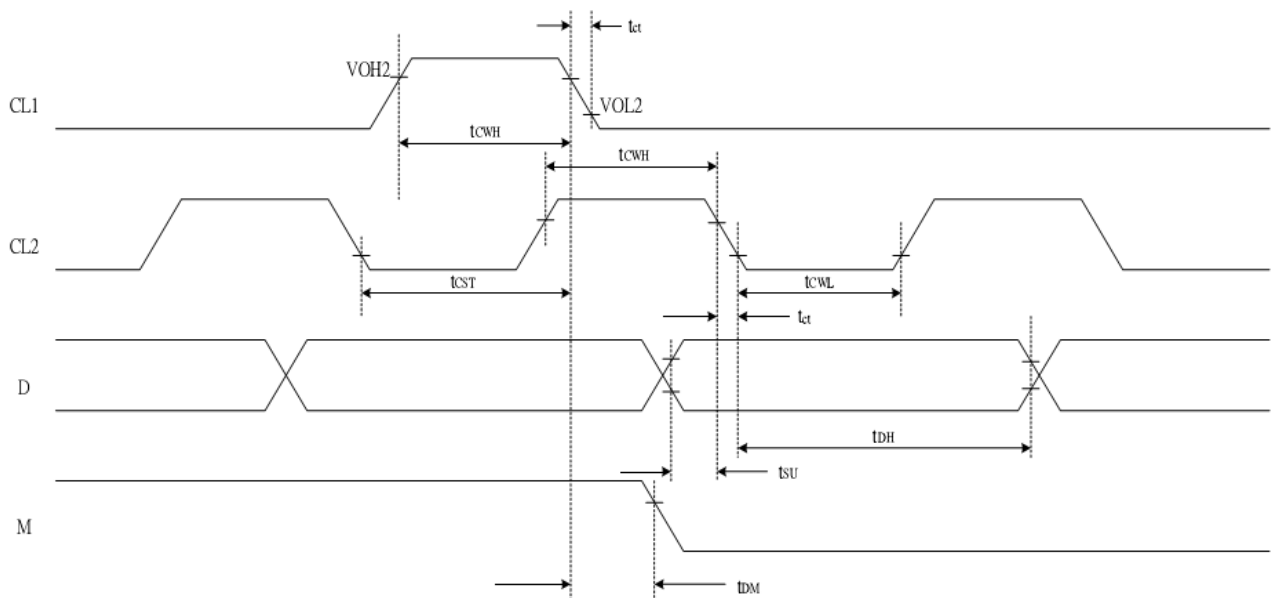 tct
VOH2
CL1
VOL2
tCWH
tCWH
CL2
tCST
tCWL
tct
D
tDH
tSU
M
tDM